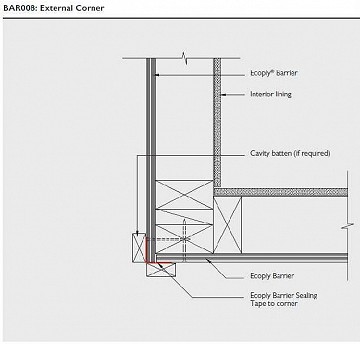 BAR008: External Corner
Ecoply® barrier
Interior lining
Cavity batten (if required)
Ecoply Barrier
Ecoply Barrier Sealing
Tape to corner